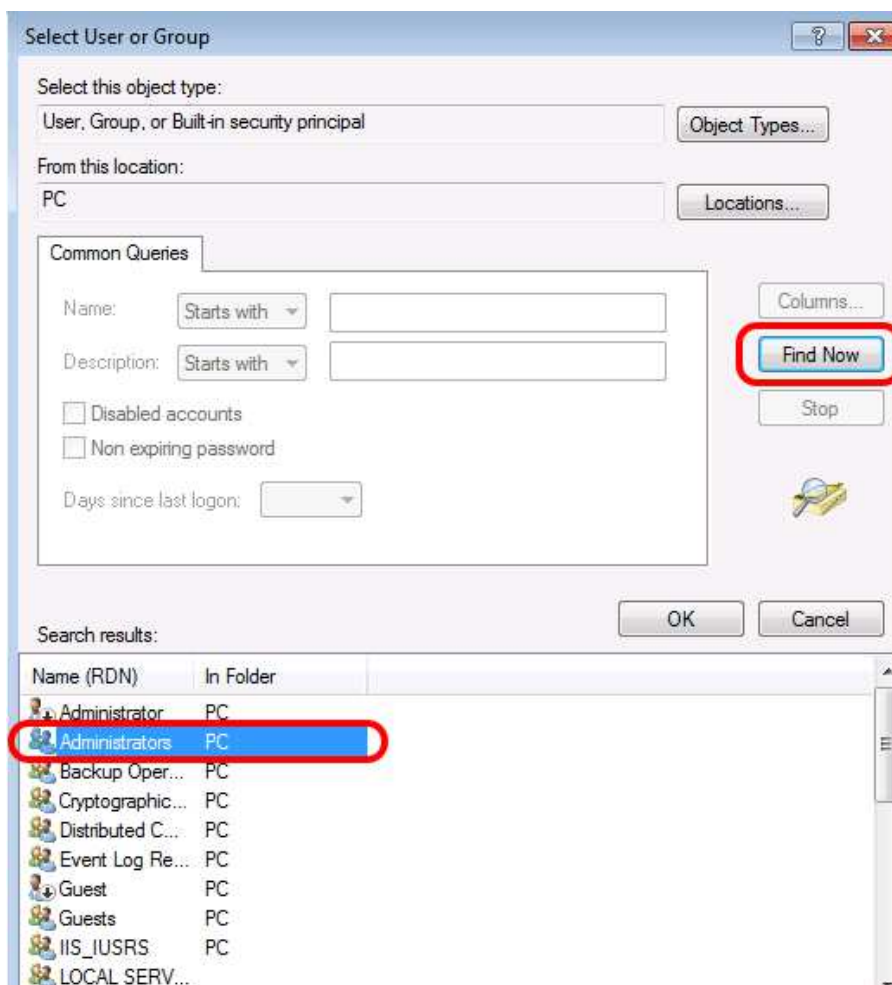 Select User or Group
Select this object type:
User, Group, or Built-in security principal
Object Types...
From this location:
PC
Locations...
Common Queries
Name: Starts with
Columns...
Description: Starts with
Find Now
Disabled accounts
Stop
Non expiring password
Days since last logon:
OK Cancel
Search results:
Name (RDN) In Folder
Administrator PC
Administrators PC
Backup Oper... PC
Cryptographic... PC
Distributed C... PC
Event Log Re... PC
Guest PC
Guests PC
IIS_IUSRS PC
LOCAL SERV...